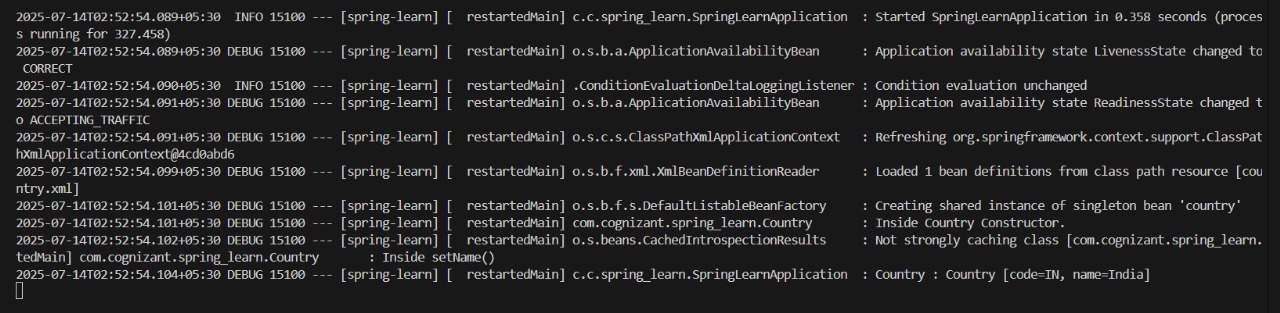 2025-07-14T02:52:54.089+05:30  INFO 15100 --- [spring-learn] [  restartedMain] c.c.spring_learn.SpringLearnApplication  : Started SpringLearnApplication in 0.358 seconds (proces
s running for 327.458)
2025-07-14T02:52:54.089+05:30 DEBUG 15100 --- [spring-learn] [  restartedMain] o.s.b.a.ApplicationAvailabilityBean      : Application availability state LivenessState changed to
 CORRECT
2025-07-14T02:52:54.090+05:30  INFO 15100 --- [spring-learn] [  restartedMain] .ConditionEvaluationDeltaLoggingListener : Condition evaluation unchanged
2025-07-14T02:52:54.091+05:30 DEBUG 15100 --- [spring-learn] [  restartedMain] o.s.b.a.ApplicationAvailabilityBean      : Application availability state ReadinessState changed t
o ACCEPTING_TRAFFIC
2025-07-14T02:52:54.091+05:30 DEBUG 15100 --- [spring-learn] [  restartedMain] o.s.c.s.ClassPathXmlApplicationContext   : Refreshing org.springframework.context.support.ClassPat
hXmlApplicationContext@4cd0abd6
2025-07-14T02:52:54.099+05:30 DEBUG 15100 --- [spring-learn] [  restartedMain] o.s.b.f.xml.XmlBeanDefinitionReader      : Loaded 1 bean definitions from class path resource [cou
ntry.xml]
2025-07-14T02:52:54.101+05:30 DEBUG 15100 --- [spring-learn] [  restartedMain] o.s.b.f.s.DefaultListableBeanFactory     : Creating shared instance of singleton bean 'country'
2025-07-14T02:52:54.101+05:30 DEBUG 15100 --- [spring-learn] [  restartedMain] com.cognizant.spring_learn.Country       : Inside Country Constructor.
2025-07-14T02:52:54.102+05:30 DEBUG 15100 --- [spring-learn] [  restartedMain] o.s.beans.CachedIntrospectionResults     : Not strongly caching class [com.cognizant.spring_learn.
tedMain] com.cognizant.spring_learn.Country       : Inside setName()
2025-07-14T02:52:54.104+05:30 DEBUG 15100 --- [spring-learn] [  restartedMain] c.c.spring_learn.SpringLearnApplication  : Country : Country [code=IN, name=India]